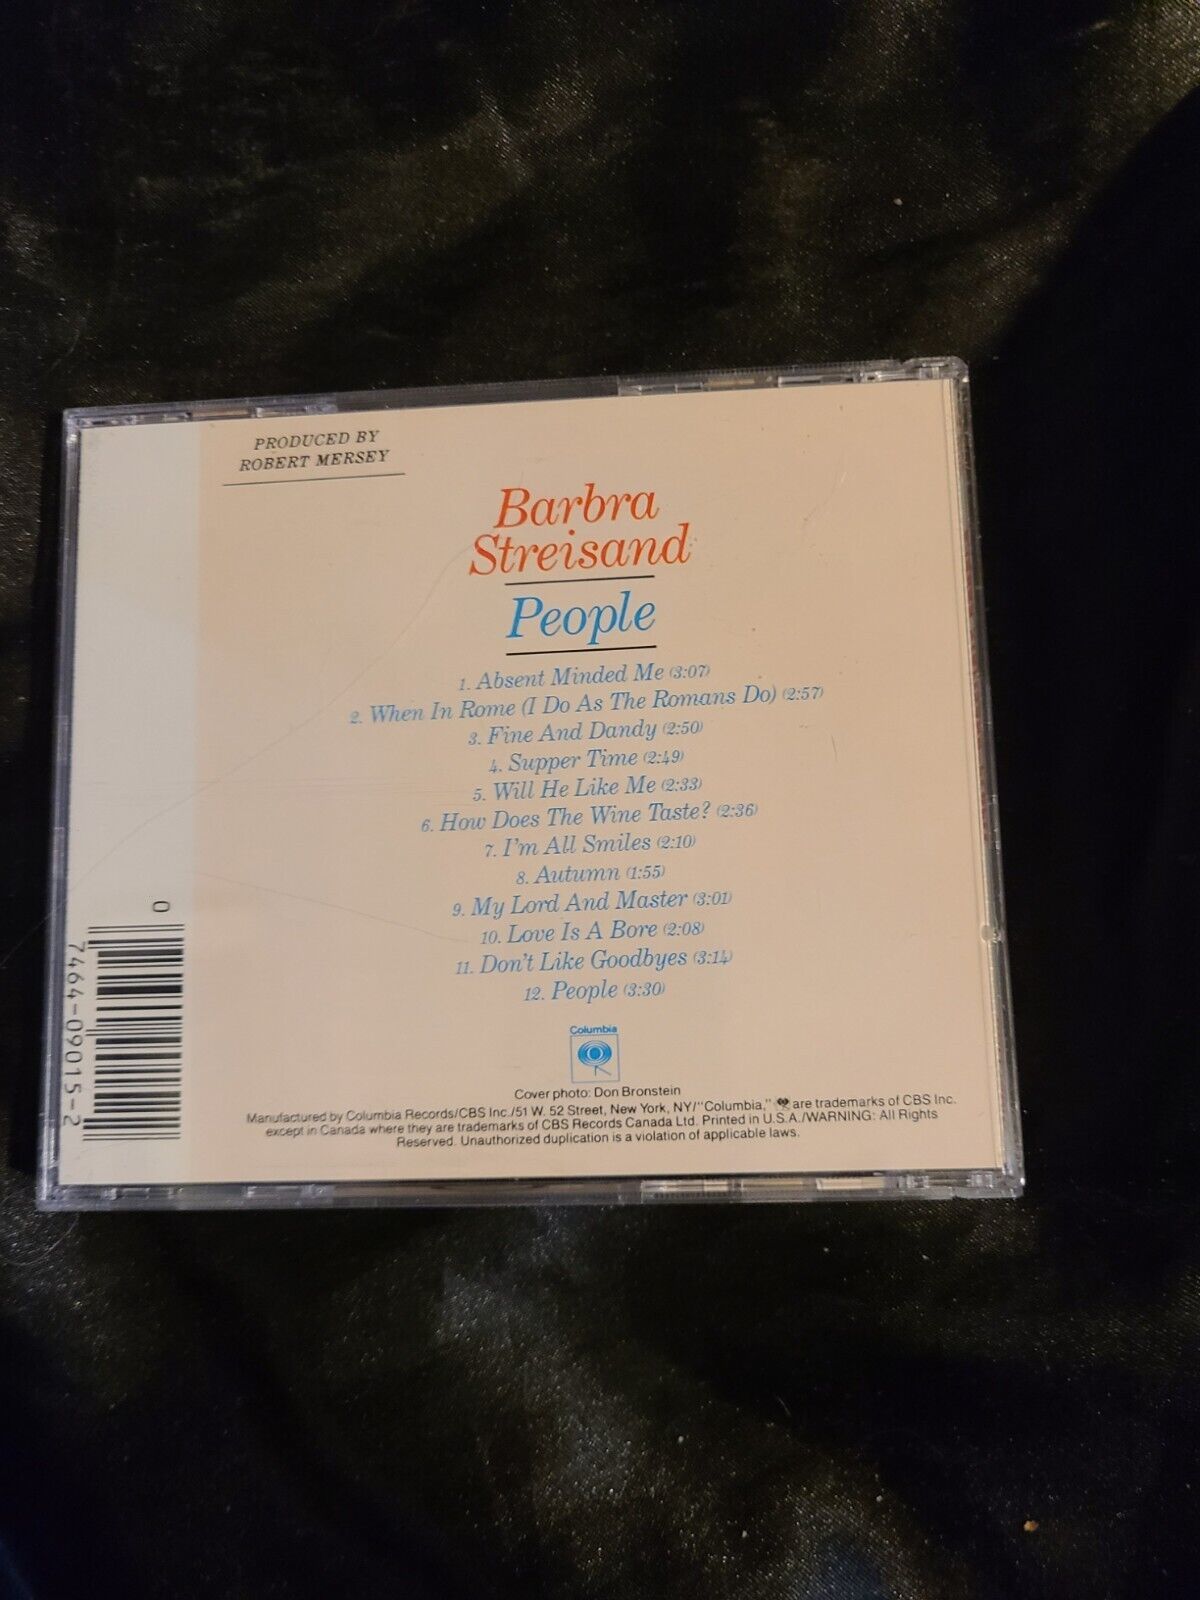 PRODUCED BY
ROBERT MERSEY
Barbra
Streisand
People
1. Absent Minded Me (3:07)
2. When In Rome (I Do As The Romans Do) (2:57)
3. Fine And Dandy (2:50)
4. Supper Time (2:49)
5. Will He Like Me (2:33)
6. How Does The Wine Taste? (2:36)
7. I'm All Smiles (2:10)
8. Autumn (1:55)
9. My Lord And Master (3:01)
10. Love Is A Bore (2:08)
11. Don't Like Goodbyes (3:14)
12. People (3:30)
Columbia
Cover photo: Don Bronstein
Manufactured by Columbia Records/CBS Inc./51 W. 52 Street, New York, NY/"Columbia," are trademarks of CBS Inc.
except in Canada where they are trademarks of CBS Records Canada Ltd. Printed in U.S.A./WARNING: All Rights
Reserved. Unauthorized duplication is a violation of applicable laws.
0
7464-09015-2